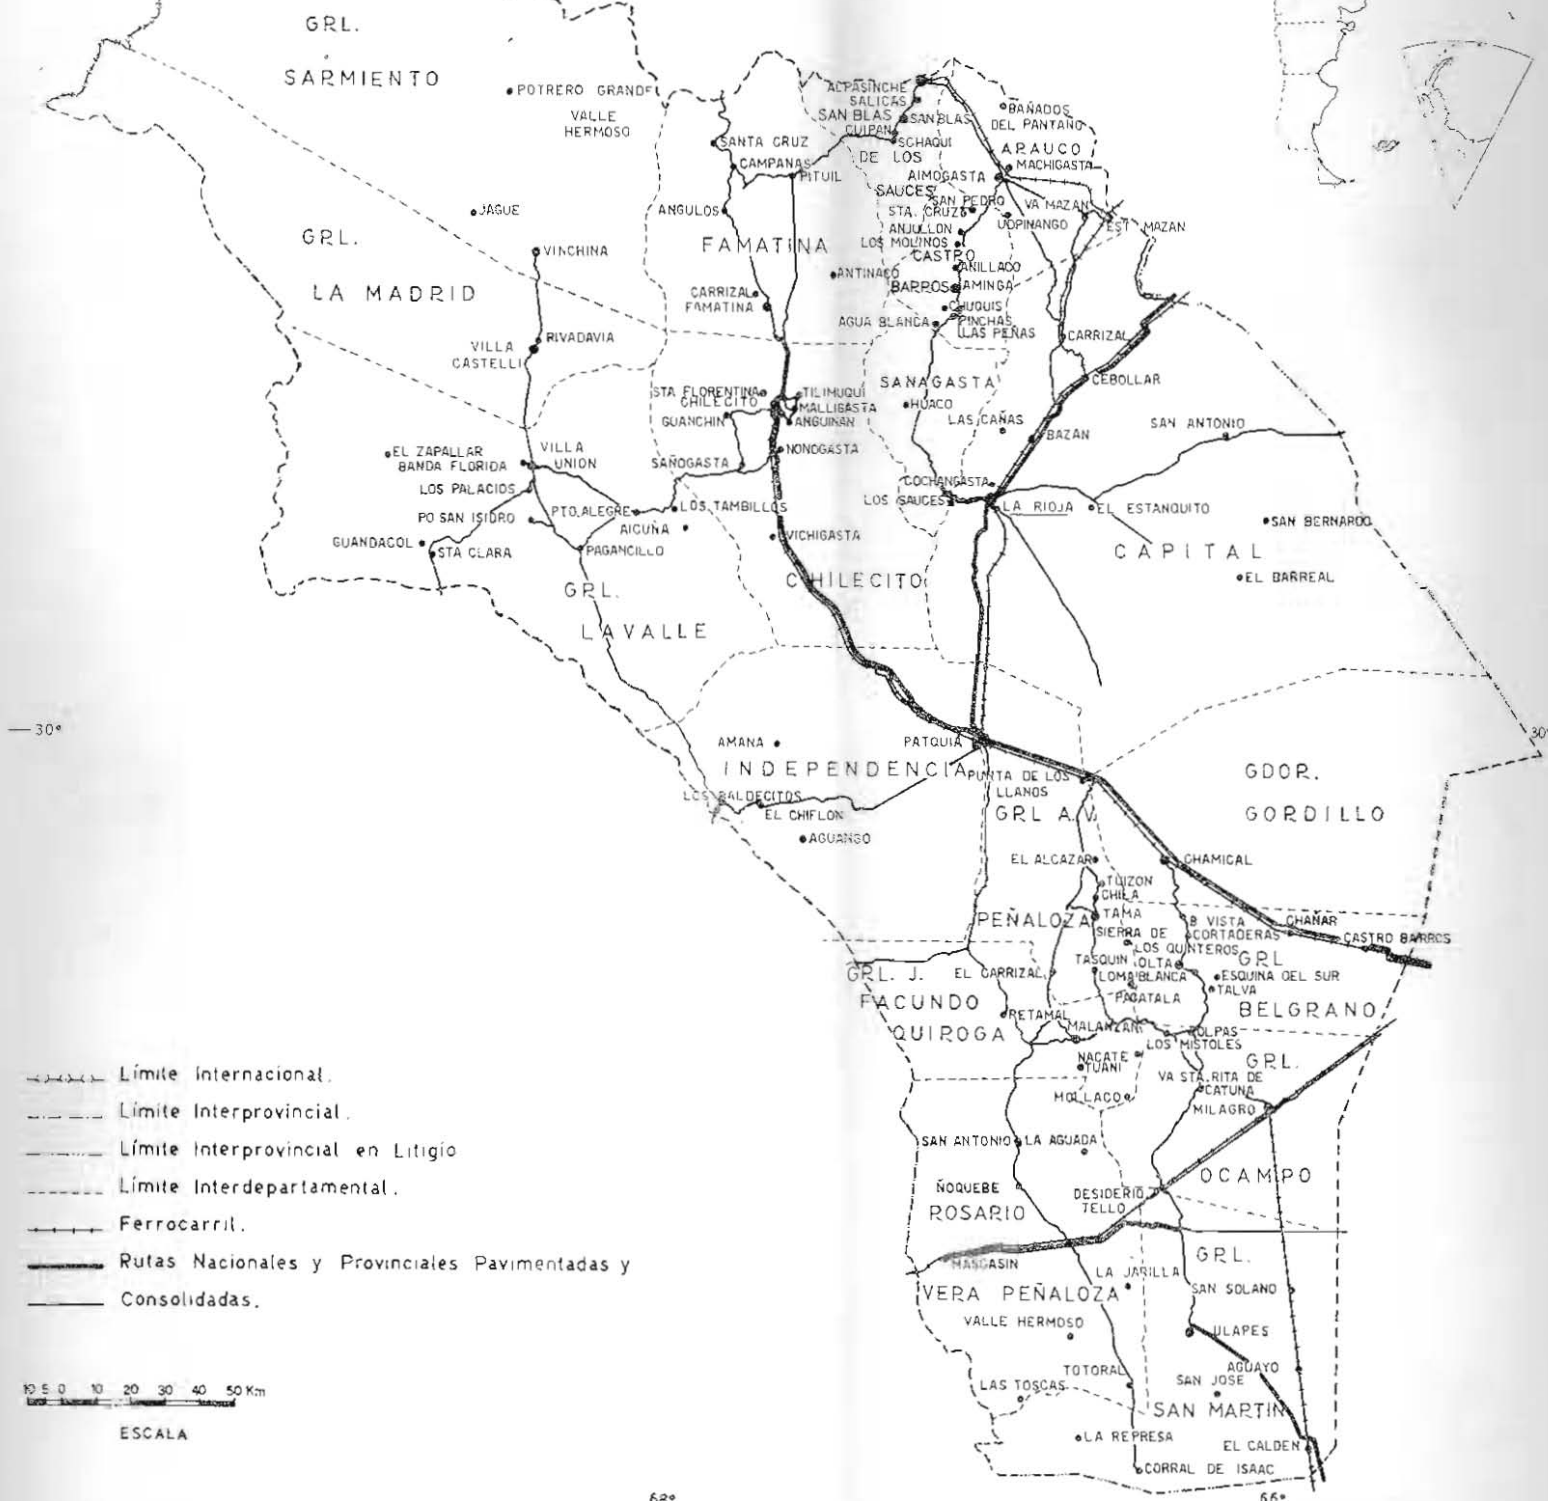 GRL.
SARMIENTO
POTRERO GRANDE
VALLE
HERMOSO
ALPASINCHE
SALICAS
SAN BLAS
SAN BLAS
CUIPAN
SCHAQUI
DE LOS
SAUCES
BAÑADOS
DEL PANTANO
ARAUCO
MACHIGASTA
AIMOGASTA
SANTA CRUZ
CAMPANAS
PITUIL
ANGULOS
JAGUE
SAN PEDRO
STA. CRUZ
VA MAZAN
UDPINANGO
EST MAZAN
ANJULLON
LOS MOLINOS
GRL.
LA MADRID
VINCHINA
FAMATINA
CASTRO
ANILLACO
ANTINACO
BARROS
AMINGA
CARRIZAL
FAMATINA
CHUQUIS
AGUA BLANCA
PINCHAS
LAS PEÑAS
CARRIZAL
RIVADAVIA
VILLA
CASTELLI
CEBOLLAR
SANAGASTA
STA FLORENTINA
TILIMUQUI
CHILECITO
MALLIGASTA
HUACO
GUANCHIN
ANGUINAN
LAS CAÑAS
SAN ANTONIO
BAZAN
EL ZAPALLAR
BANDA FLORIDA
VILLA
UNION
NONOGASTA
SAÑOGASTA
COCHANGASTA
LOS PALACIOS
LOS SAUCES
LA RIOJA
EL ESTANQUITO
PO SAN ISIDRO
PTO. ALEGRE
LOS TAMBILLOS
SAN BERNARDO
AICUÑA
GUANDACOL
STA CLARA
PAGANCILLO
VICHIGASTA
CAPITAL
CHILECITO
EL BARREAL
GRL.
LAVALLE
30°
30°
AMANA
PATQUIA
INDEPENDENCIA
PUNTA DE LOS
LLANOS
GDOR.
GORDILLO
LOS BALDECITOS
EL CHIFLON
GRL A.V.
AGUANGO
EL ALCAZAR
CHAMICAL
TUIZON
CHILA
PEÑALOZA
TAMA
B VISTA
CHAÑAR
SIERRA DE
LOS QUINTEROS
CORTADERAS
CASTRO BARROS
TASQUIN
OLTA
GRL
GRL. J.
EL CARRIZAL
LOMA BLANCA
ESQUINA DEL SUR
TALVA
FACUNDO
PACATALA
BELGRANO
RETAMAL
QUIROGA
MALANZAN
LOS MISTOLES
NACATE
TUANI
GRL.
VA STA. RITA DE
CATUNA
MOLLACO
MILAGRO
SAN ANTONIO
LA AGUADA
OCAMPO
ÑOQUEBE
DESIDERIO
TELLO
ROSARIO
MASCASIN
GRL.
LA JARILLA
VERA PEÑALOZA
SAN SOLANO
VALLE HERMOSO
ULAPES
TOTORAL
AGUAYO
SAN JOSE
LAS TOSCAS
SAN MARTIN
LA REPRESA
EL CALDEN
CORRAL DE ISAAC
Límite Internacional.
Límite Interprovincial.
Límite Interprovincial en Litigio
Límite Interdepartamental.
Ferrocarril.
Rutas Nacionales y Provinciales Pavimentadas y
Consolidadas.
10 5 0 10 20 30 40 50 Km
ESCALA
68°
66°